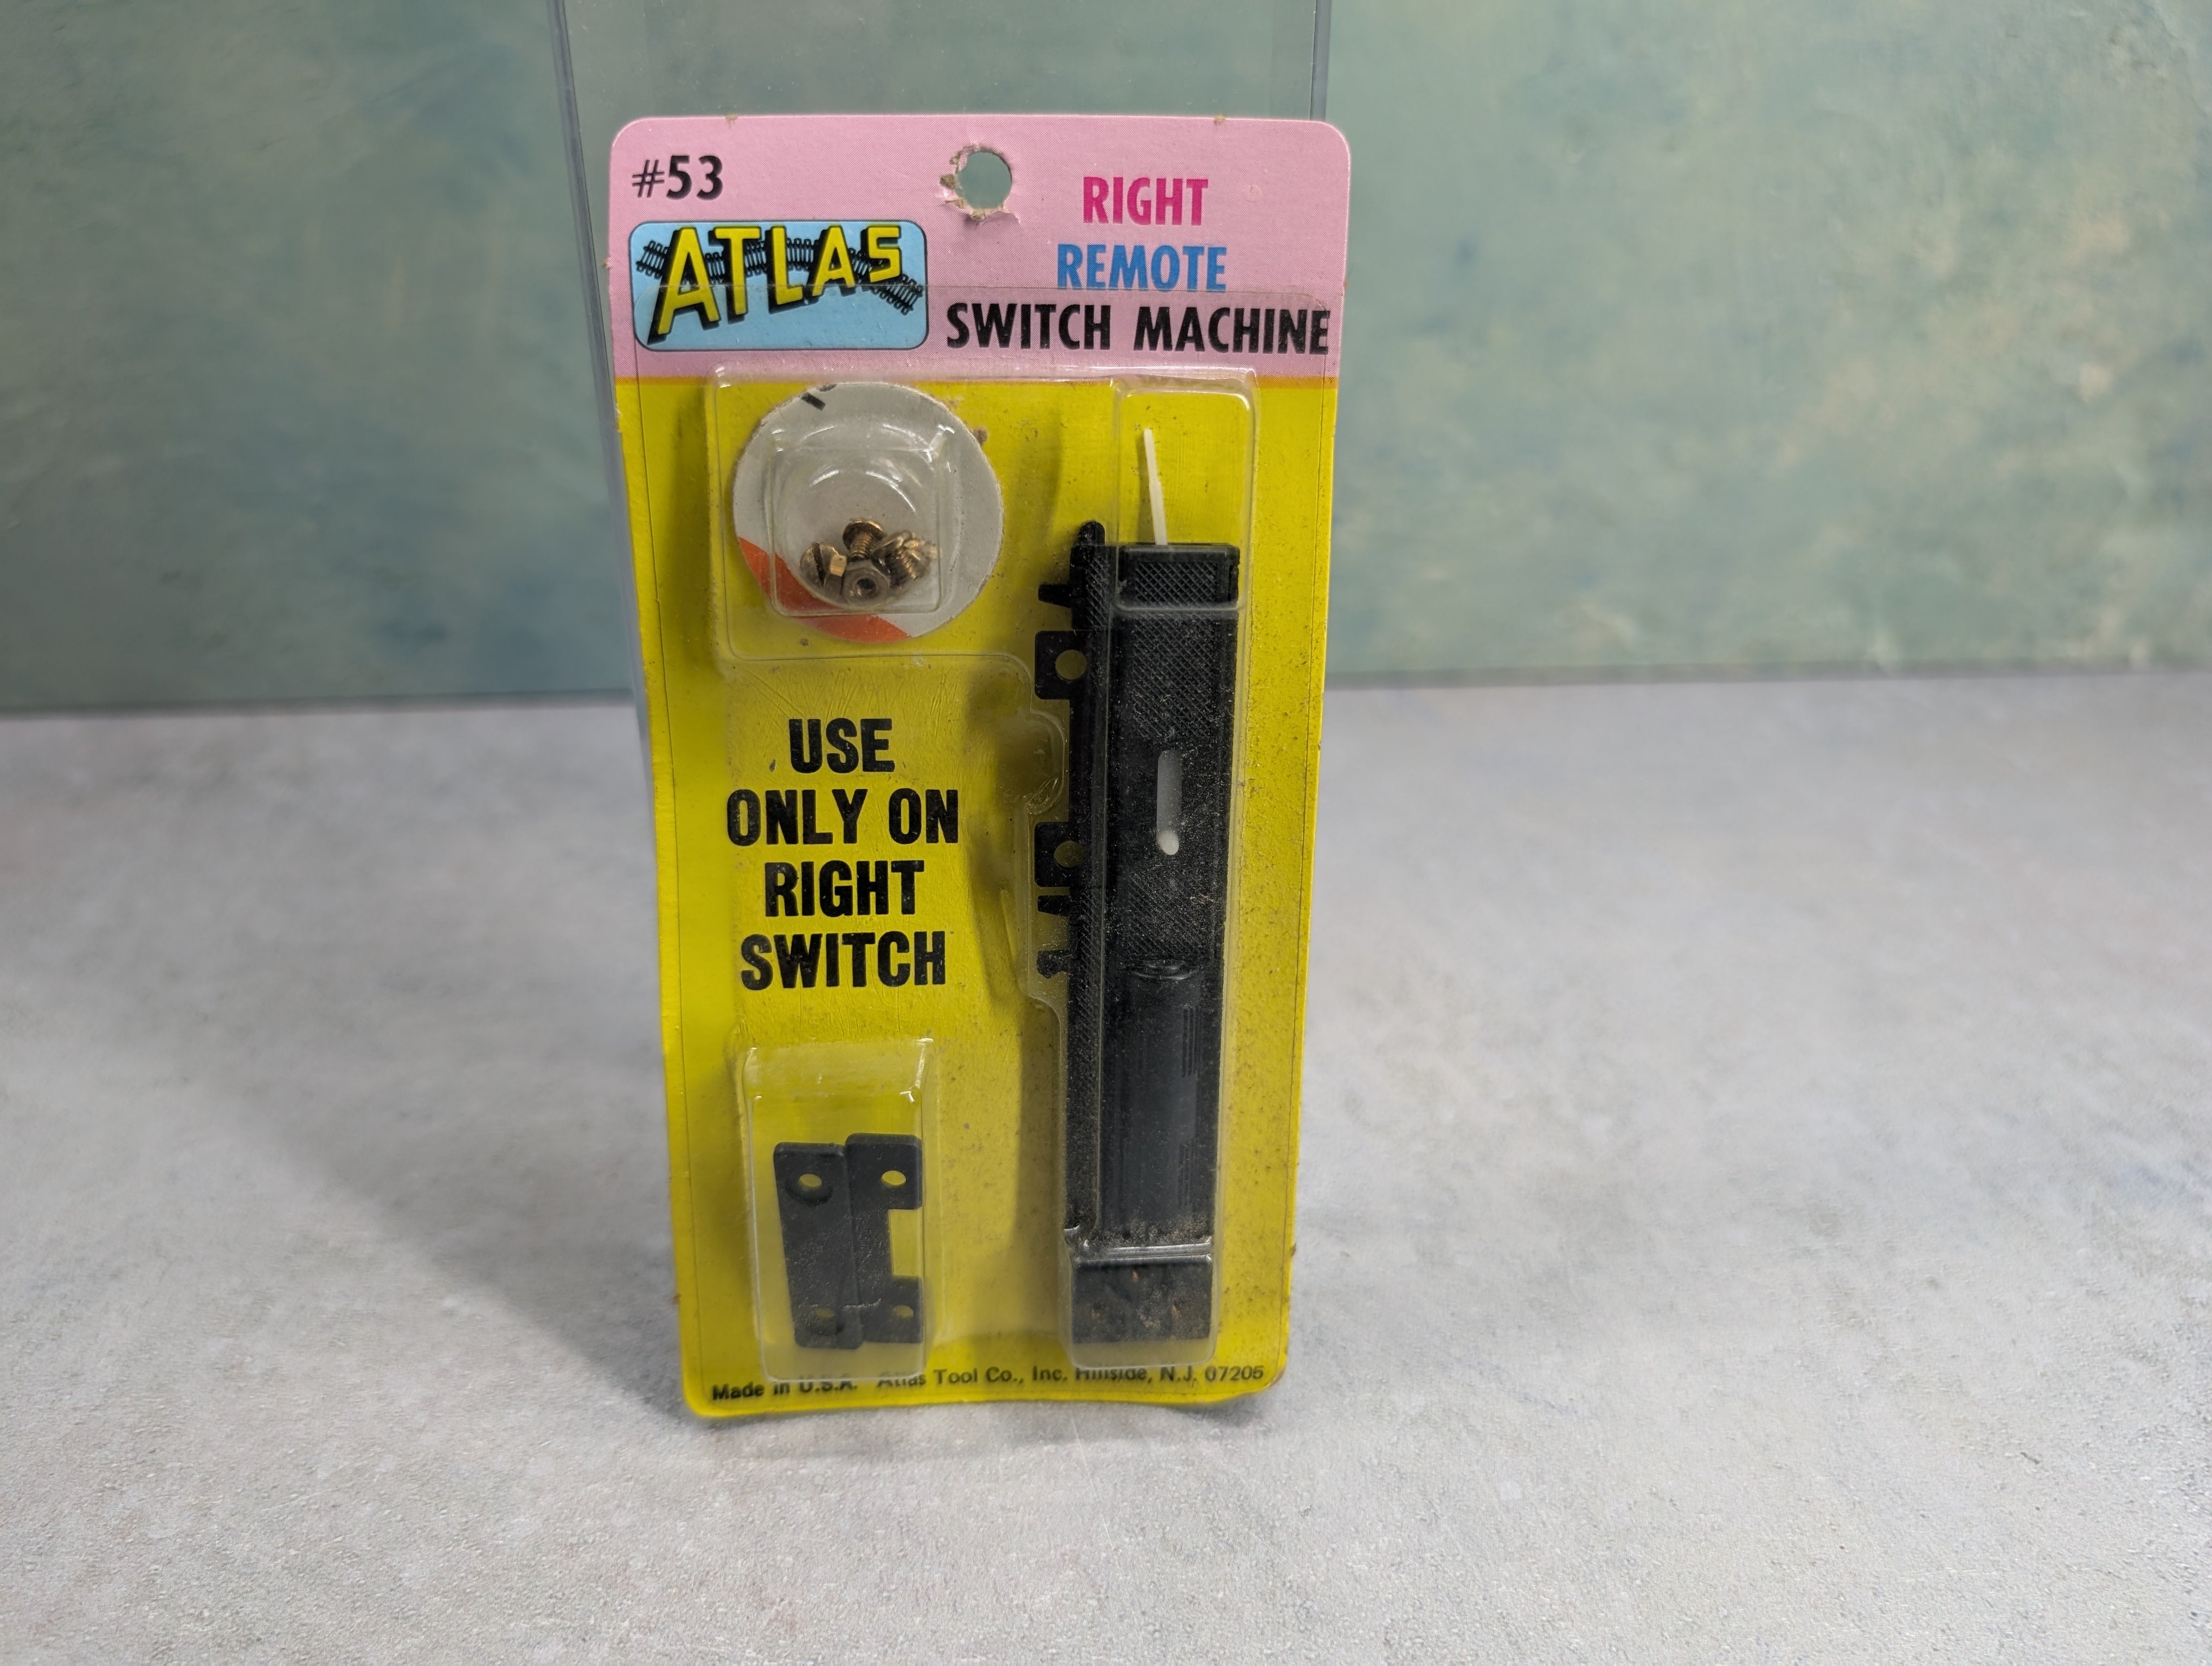 #53
ATLAS
RIGHT
REMOTE
SWITCH MACHINE
USE
ONLY ON
RIGHT
SWITCH
Made in U.S.A. Atlas Tool Co., Inc. Hillside, N.J. 07205